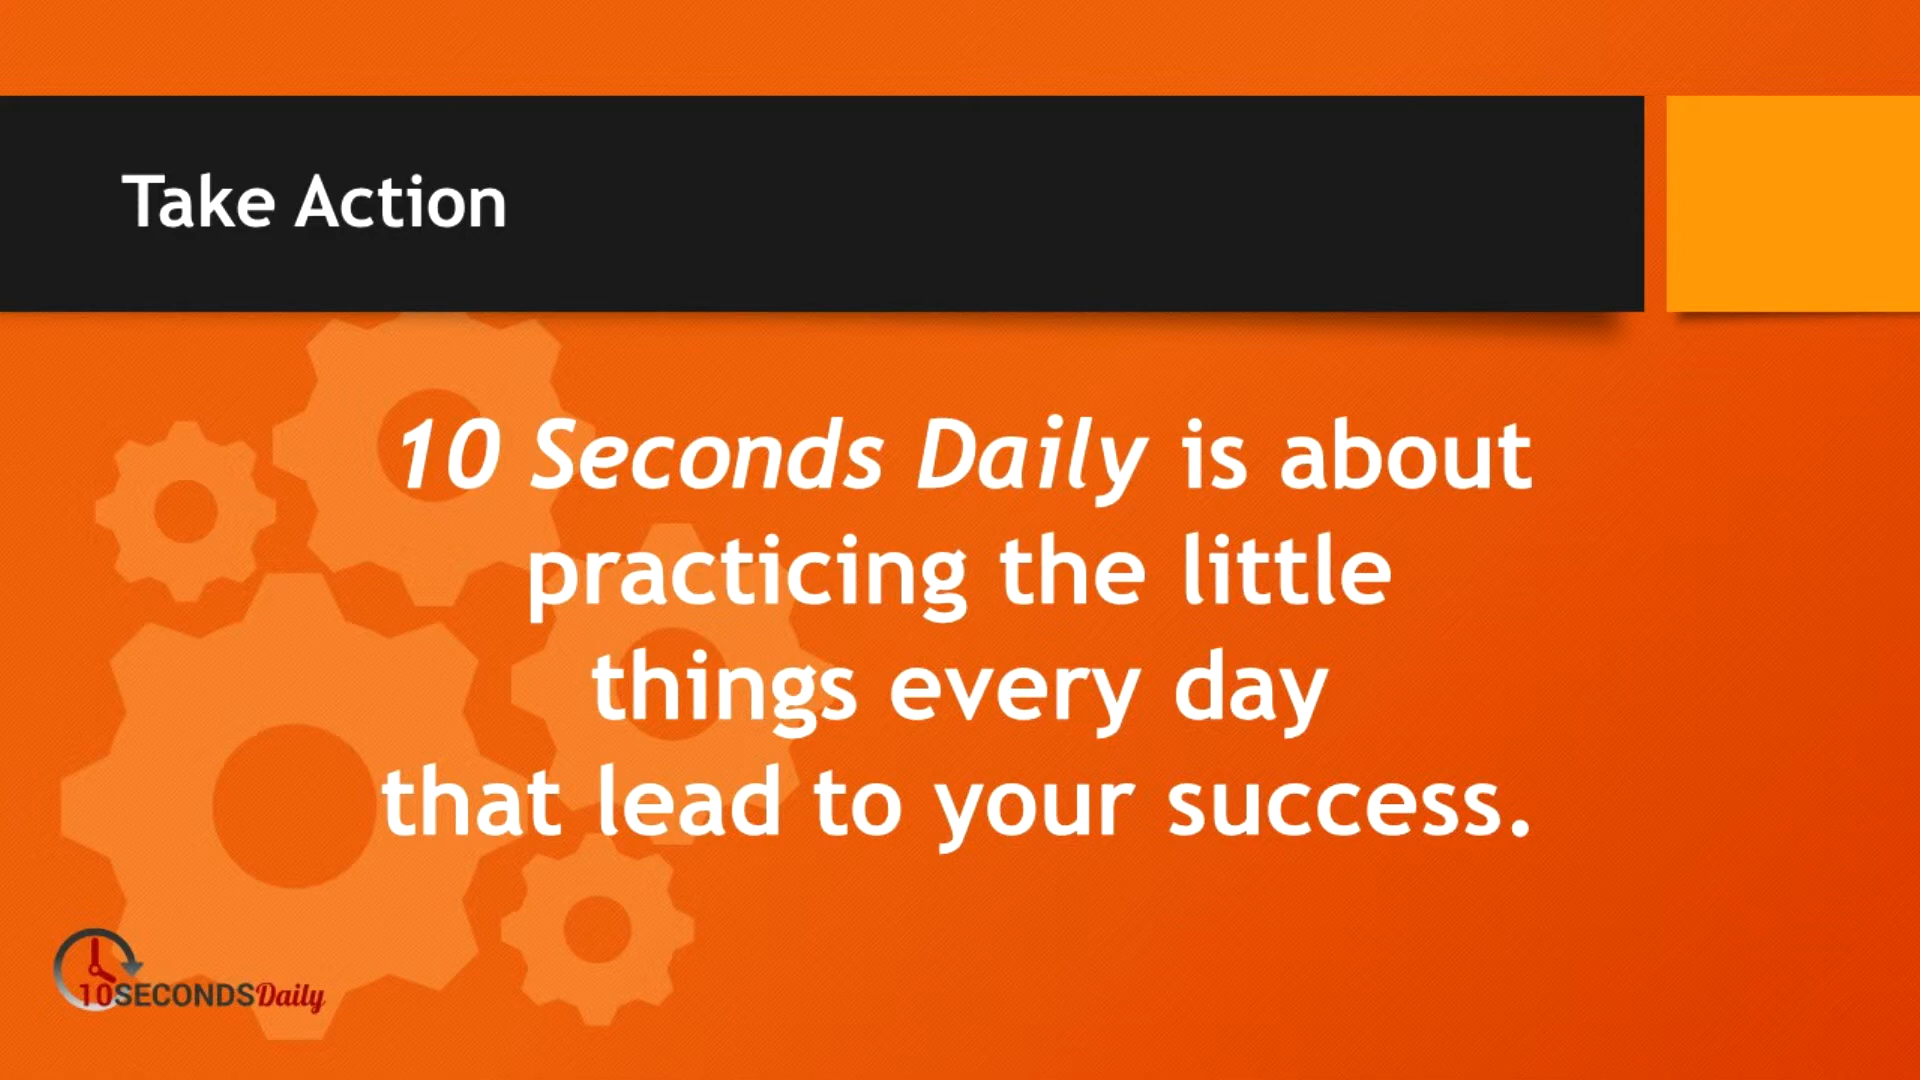 Take Action
10 Seconds Daily is about
practicing the little
things every day
that lead to your success.
10SECONDSDaily